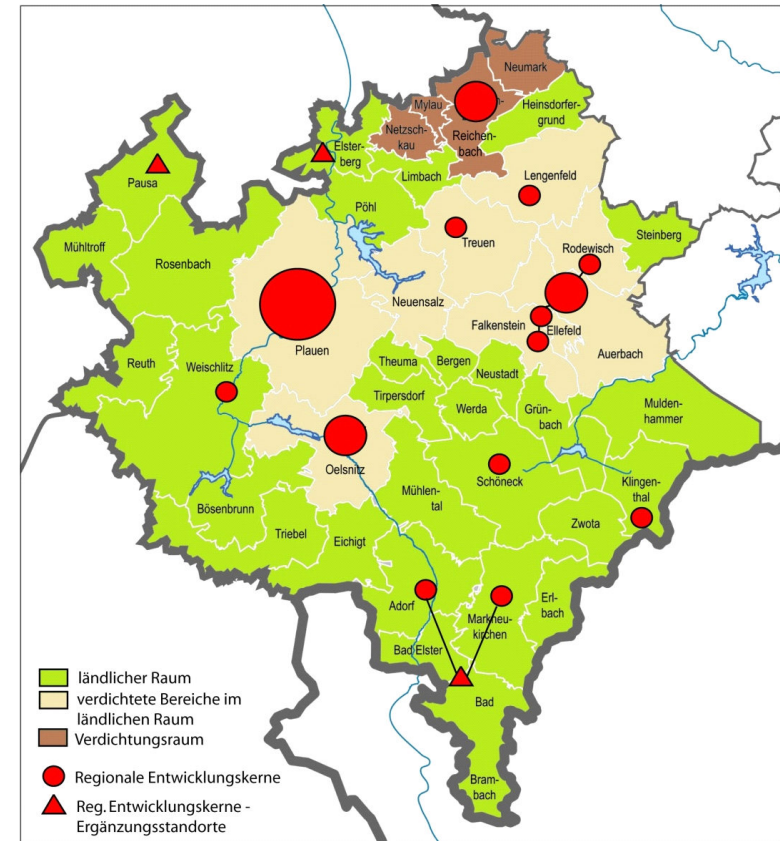 Neumark
Mylau
n-
Heinsdorfer-
grund
Netzsch-
kau
Reichen-
bach
Elster-
berg
Limbach
Lengenfeld
Pausa
Pöhl
Steinberg
Mühltroff
Treuen
Rodewisch
Rosenbach
Neuensalz
Falkenstein
Ellefeld
Plauen
Auerbach
Reuth
Weischlitz
Theuma
Bergen
Neustadt
Tirpersdorf
Werda
Grün-
bach
Mulden-
hammer
Oelsnitz
Schöneck
Klingen-
thal
Mühlen-
tal
Bösenbrunn
Zwota
Triebel
Eichigt
Erl-
bach
Adorf
Markneu-
kirchen
Bad Elster
Bad
Bram-
bach
ländlicher Raum
verdichtete Bereiche im
ländlichen Raum
Verdichtungsraum
Regionale Entwicklungskerne
Reg.Entwicklungskerne -
Ergänzungsstandorte